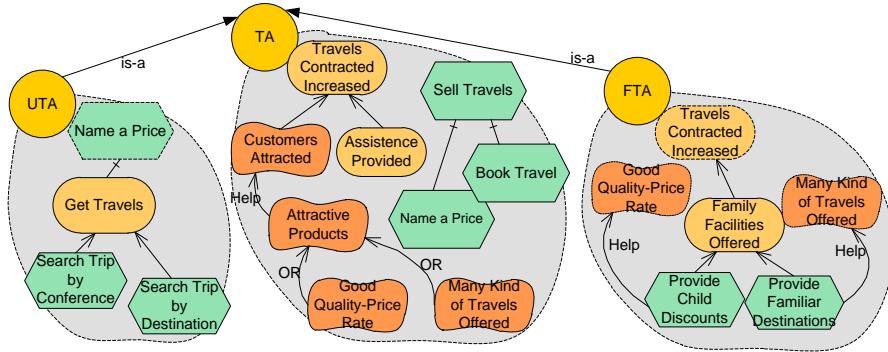 TA
is-a
is-a
UTA
Name a Price
Get Travels
Search Trip
by
Conference
Search Trip
by
Destination
Travels
Contracted
Increased
Customers
Attracted
Assistence
Provided
Help
Attractive
Products
OR
OR
Good
Quality-Price
Rate
Many Kind
of Travels
Offered
Sell Travels
Name a Price
Book Travel
FTA
Travels
Contracted
Increased
Good
Quality-Price
Rate
Family
Facilities
Offered
Many Kind
of Travels
Offered
Help
Help
Provide
Child
Discounts
Provide
Familiar
Destinations